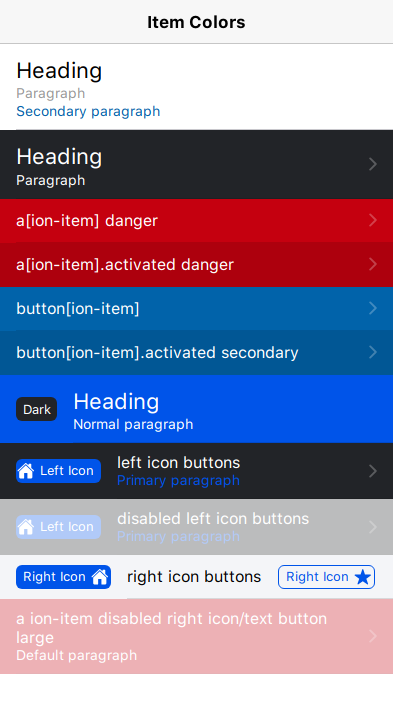 Item Colors
Heading
Paragraph
Secondary paragraph
Heading
Paragraph
a[ion-item] danger
a[ion-item].activated danger
button[ion-item]
button[ion-item].activated secondary
Dark Heading
Normal paragraph
Left Icon left icon buttons
Primary paragraph
Left Icon disabled left icon buttons
Primary paragraph
Right Icon right icon buttons Right Icon
a ion-item disabled right icon/text button
large
Default paragraph